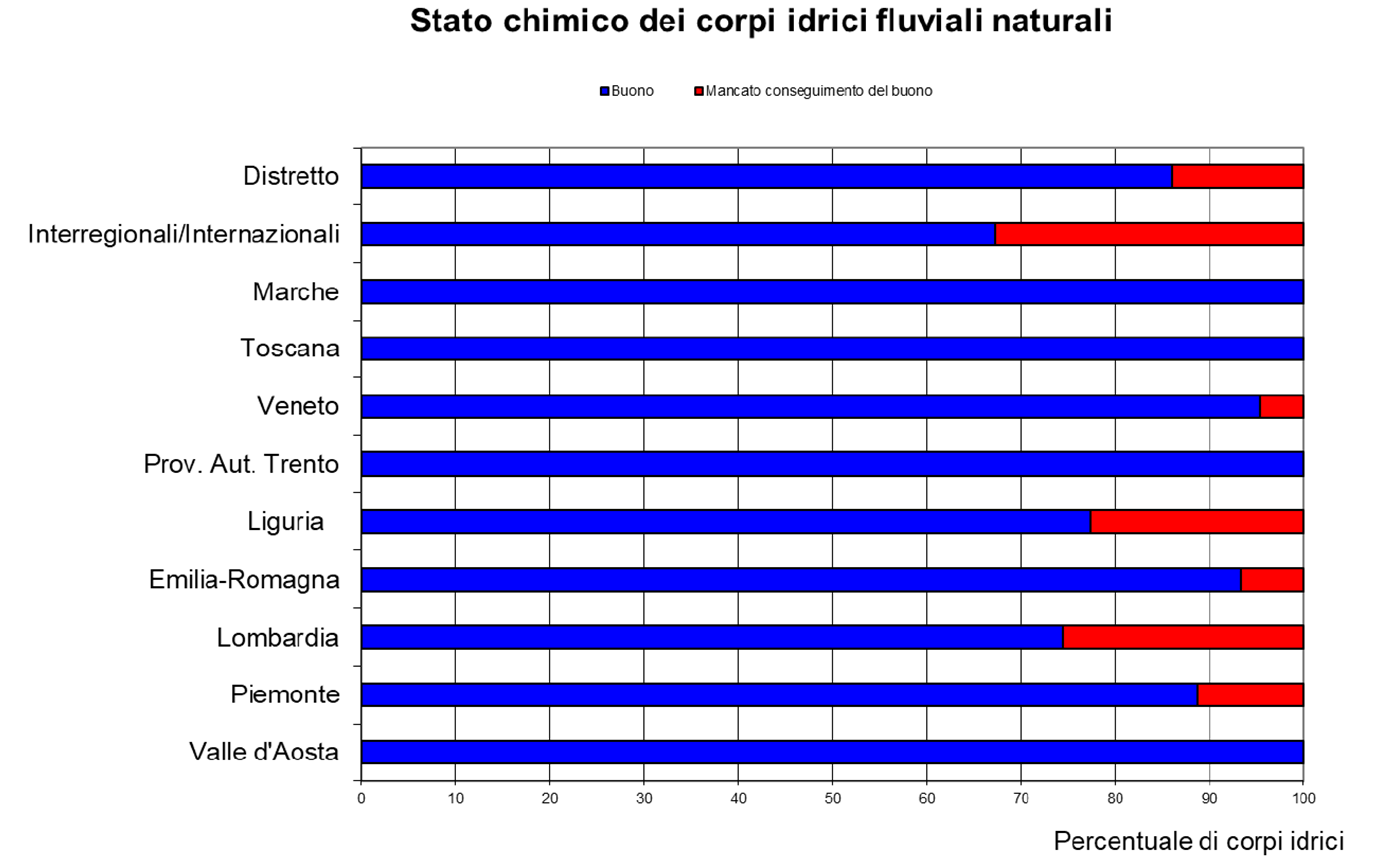 Stato chimico dei corpi idrici fluviali naturali
Buono Mancato conseguimento del buono
Distretto
Interregionali/Internazionali
Marche
Toscana
Veneto
Prov. Aut. Trento
Liguria
Emilia-Romagna
Lombardia
Piemonte
Valle d'Aosta
0 10 20 30 40 50 60 70 80 90 100
Percentuale di corpi idrici